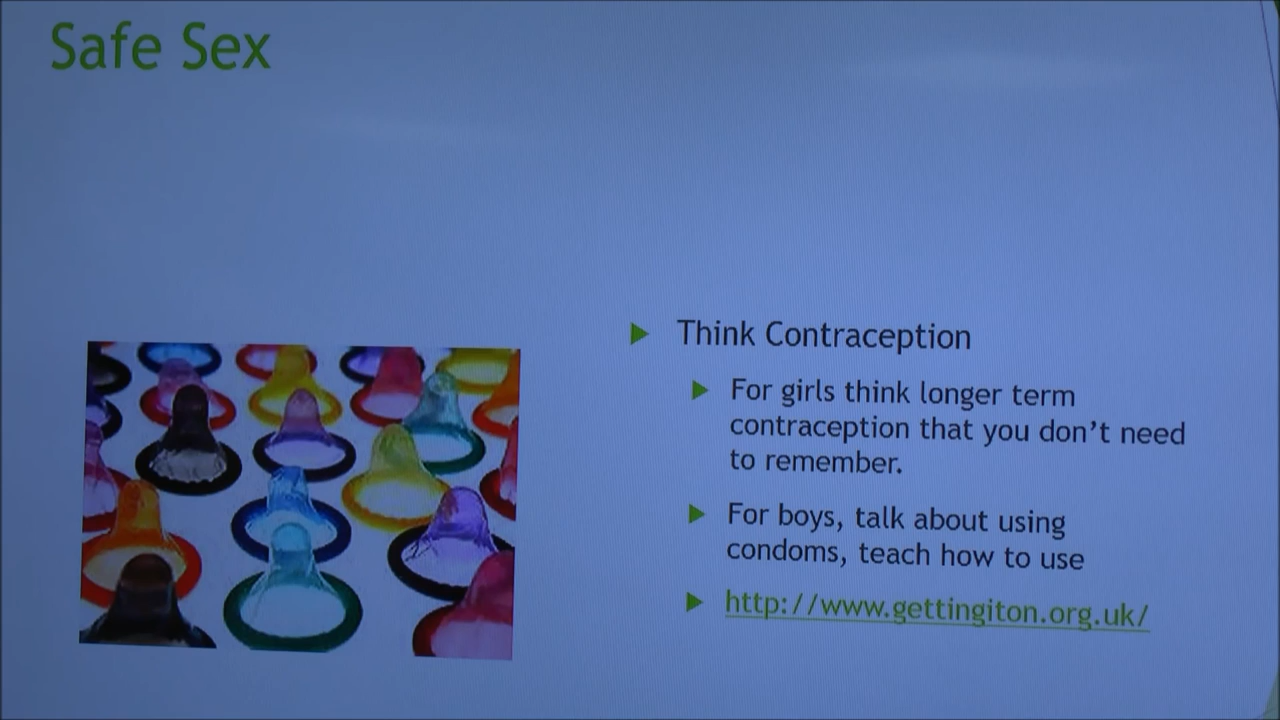 Safe Sex
Think Contraception
For girls think longer term
contraception that you don't need
to remember.
For boys, talk about using
condoms, teach how to use
http://www.gettingiton.org.uk/